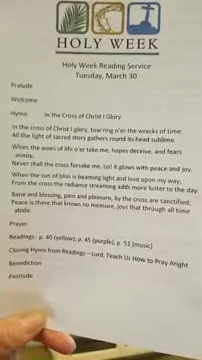 HOLY WEEK
Holy Week Reading Service
Tuesday, March 30
Prelude
Welcome
Hymn In the Cross of Christ I Glory
In the cross of Christ I glory, tow'ring o'er the wrecks of time;
All the light of sacred story gathers round its head sublime.
When the woes of life o'er take me, hopes deceive, and fears
annoy,
Never shall the cross forsake me. Lo! it glows with peace and joy.
When the sun of bliss is beaming light and love upon my way,
From the cross the radiance streaming adds more luster to the day.
Bane and blessing, pain and pleasure, by the cross are sanctified;
Peace is there that knows no measure, joys that through all time
abide.
Prayer
Readings: p. 40 (yellow); p. 45 (purple); p. 51 (music)
Closing Hymn from Readings – Lord, Teach Us How to Pray Aright
Benediction
Postlude